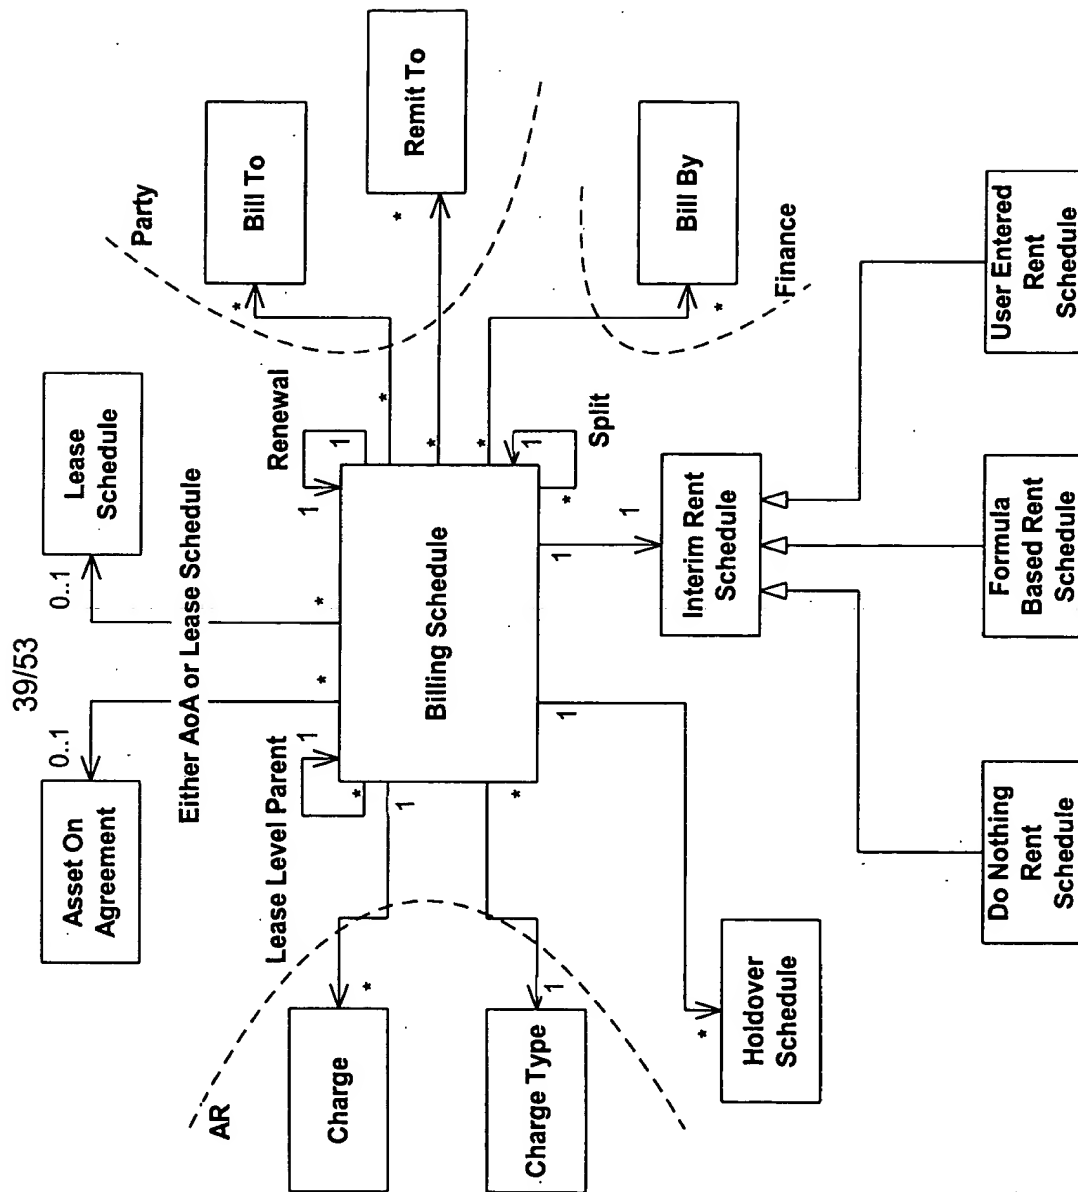 39/53
Asset On
Agreement
0..1
Lease
Schedule
0..1
Either AoA or Lease Schedule
*
*
AR
Charge
*
1
Charge Type
1
*
Lease Level Parent
*
1
Billing Schedule
Renewal
1
1
Party
Bill To
*
*
Remit To
*
*
Bill By
*
*
Finance
Split
1
*
Holdover
Schedule
*
1
Interim Rent
Schedule
1
1
Do Nothing
Rent
Schedule
Formula
Based Rent
Schedule
User Entered
Rent
Schedule